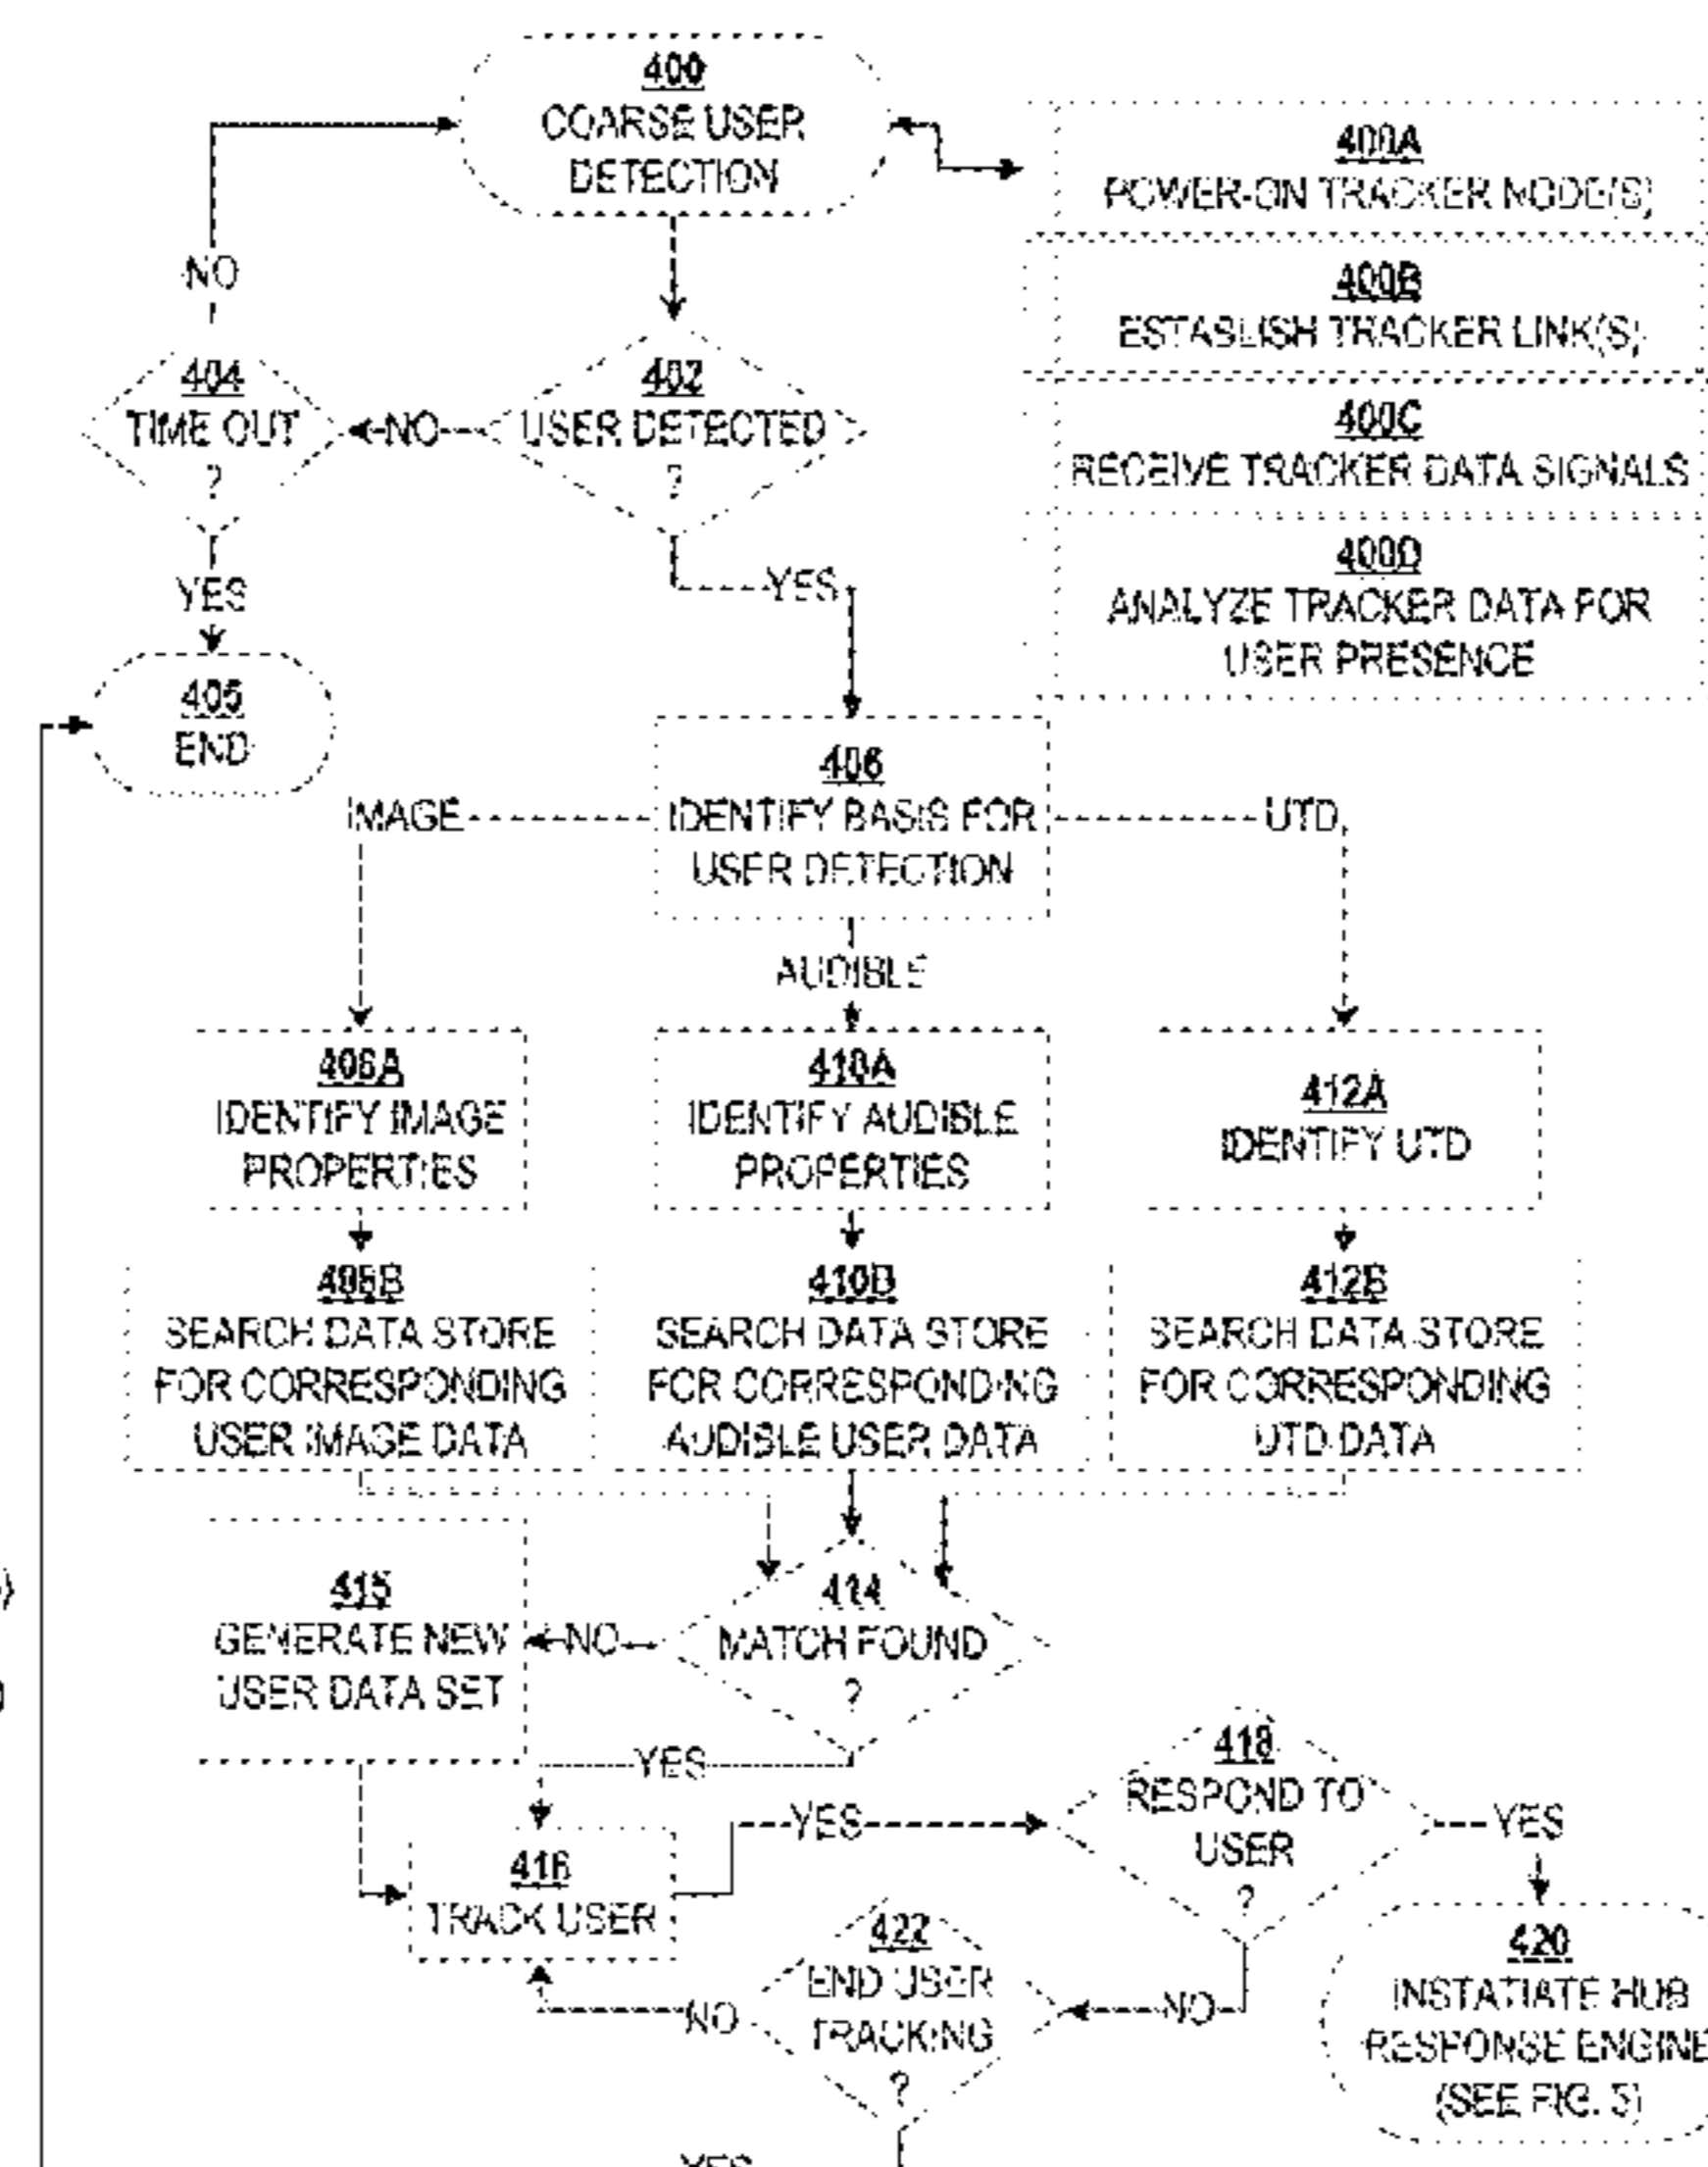 400
COARSE USER
DETECTION
400A
POWER-ON TRACKER NODE(S)
400B
ESTABLISH TRACKER LINK(S)
400C
RECEIVE TRACKER DATA SIGNALS
400D
ANALYZE TRACKER DATA FOR
USER PRESENCE
NO
404
TIME OUT
?
NO
402
USER DETECTED
?
YES
YES
405
END
406
IDENTIFY BASIS FOR
USER DETECTION
IMAGE
UTD
AUDIBLE
IDENTIFY IMAGE
PROPERTIES
410A
IDENTIFY AUDIBLE
PROPERTIES
412A
IDENTIFY UTD
SEARCH DATA STORE
FOR CORRESPONDING
USER IMAGE DATA
410B
SEARCH DATA STORE
FOR CORRESPONDING
AUDIBLE USER DATA
412B
SEARCH DATA STORE
FOR CORRESPONDING
UTD DATA
415
GENERATE NEW
USER DATA SET
NO
414
MATCH FOUND
?
YES
416
TRACK USER
YES
418
RESPOND TO
USER
?
YES
420
INSTATIATE HUB
RESPONSE ENGINE
(SEE FIG. 5)
NO
422
END USER
TRACKING
?
NO
YES